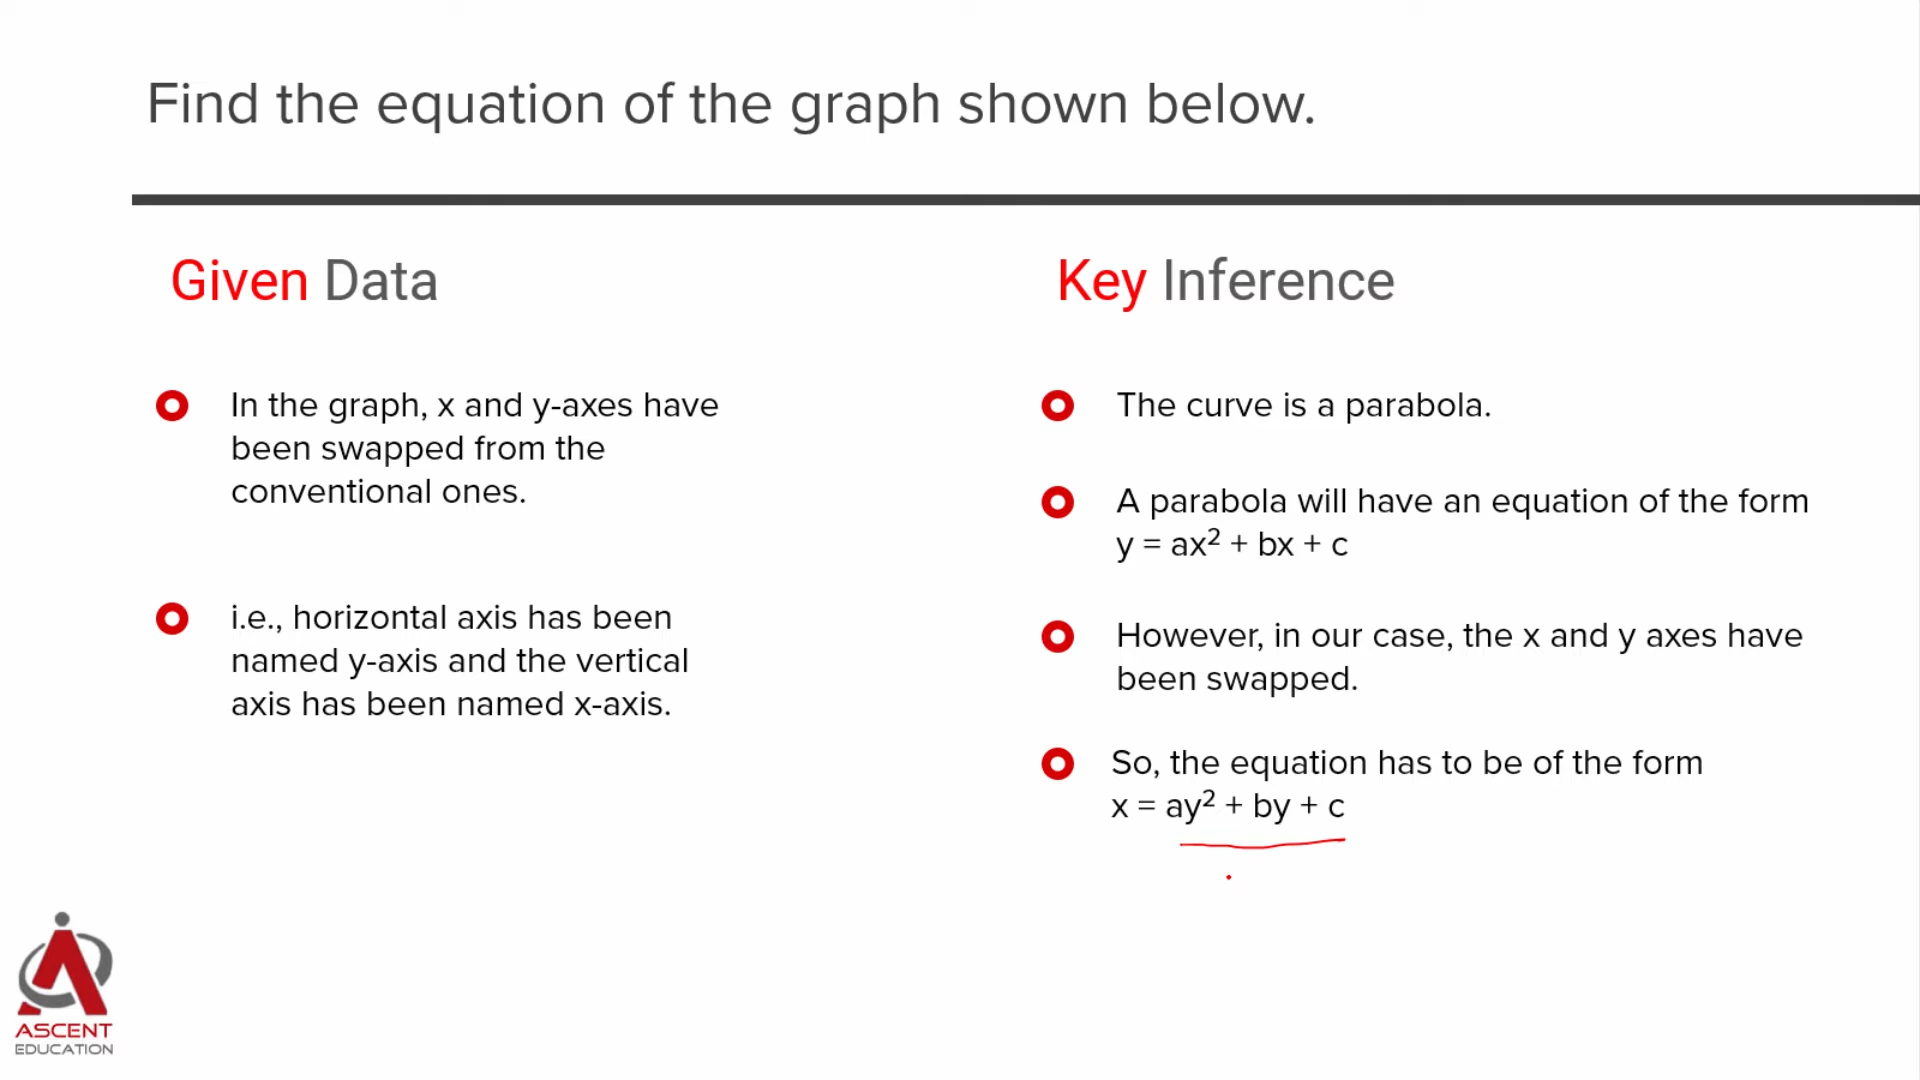 Find the equation of the graph shown below.
Given Data
In the graph, x and y-axes have
been swapped from the
conventional ones.
i.e., horizontal axis has been
named y-axis and the vertical
axis has been named x-axis.
Key Inference
The curve is a parabola.
A parabola will have an equation of the form
y = ax² + bx + c
However, in our case, the x and y axes have
been swapped.
So, the equation has to be of the form
x = ay² + by + c
ASCENT
EDUCATION